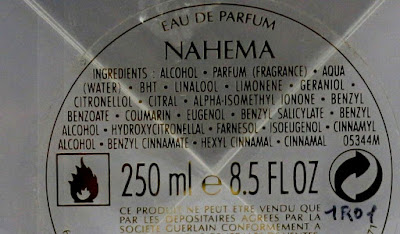 EAU DE PARFUM
NAHEMA
INGREDIENTS : ALCOHOL • PARFUM (FRAGRANCE) • AQUA
(WATER) • BHT • LINALOOL • LIMONENE • GERANIOL •
CITRONELLOL • CITRAL • ALPHA-ISOMETHYL IONONE • BENZYL
BENZOATE • COUMARIN • EUGENOL • BENZYL SALICYLATE • BENZYL
ALCOHOL • HYDROXYCITRONELLAL • FARNESOL • ISOEUGENOL • CINNAMYL
ALCOHOL • BENZYL CINNAMATE • HEXYL CINNAMAL • CINNAMAL 05344M
250 ml e 8.5 FL OZ
1R01
CE PRODUIT NE PEUT ÊTRE VENDU QUE
PAR LES DÉPOSITAIRES AGRÉÉS PAR LA
SOCIÉTÉ GUERLAIN CONFORMÉMENT À